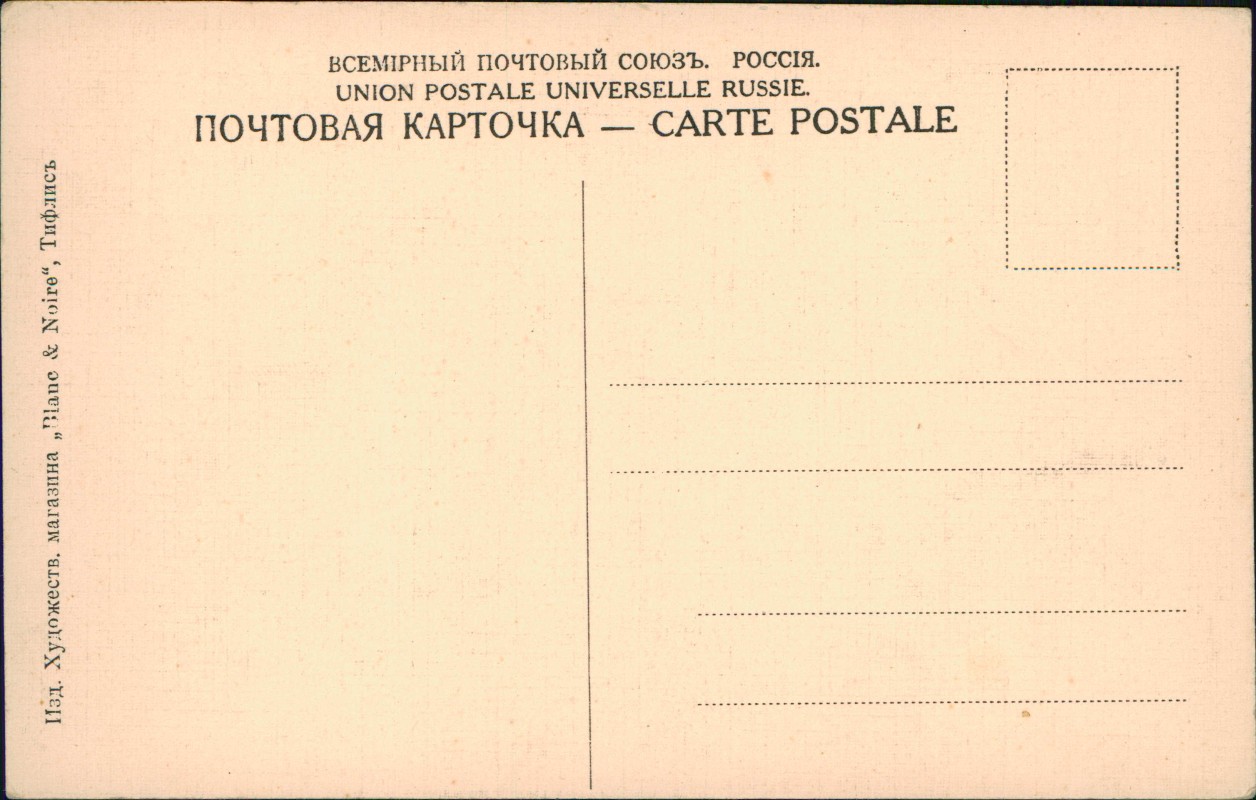 ВСЕМІРНЫЙ ПОЧТОВЫЙ СОЮЗЪ. РОССІЯ.
UNION POSTALE UNIVERSELLE RUSSIE.
ПОЧТОВАЯ КАРТОЧКА — CARTE POSTALE
Изд. Художеств. магазина „Blanc & Noire“, Тифлисъ